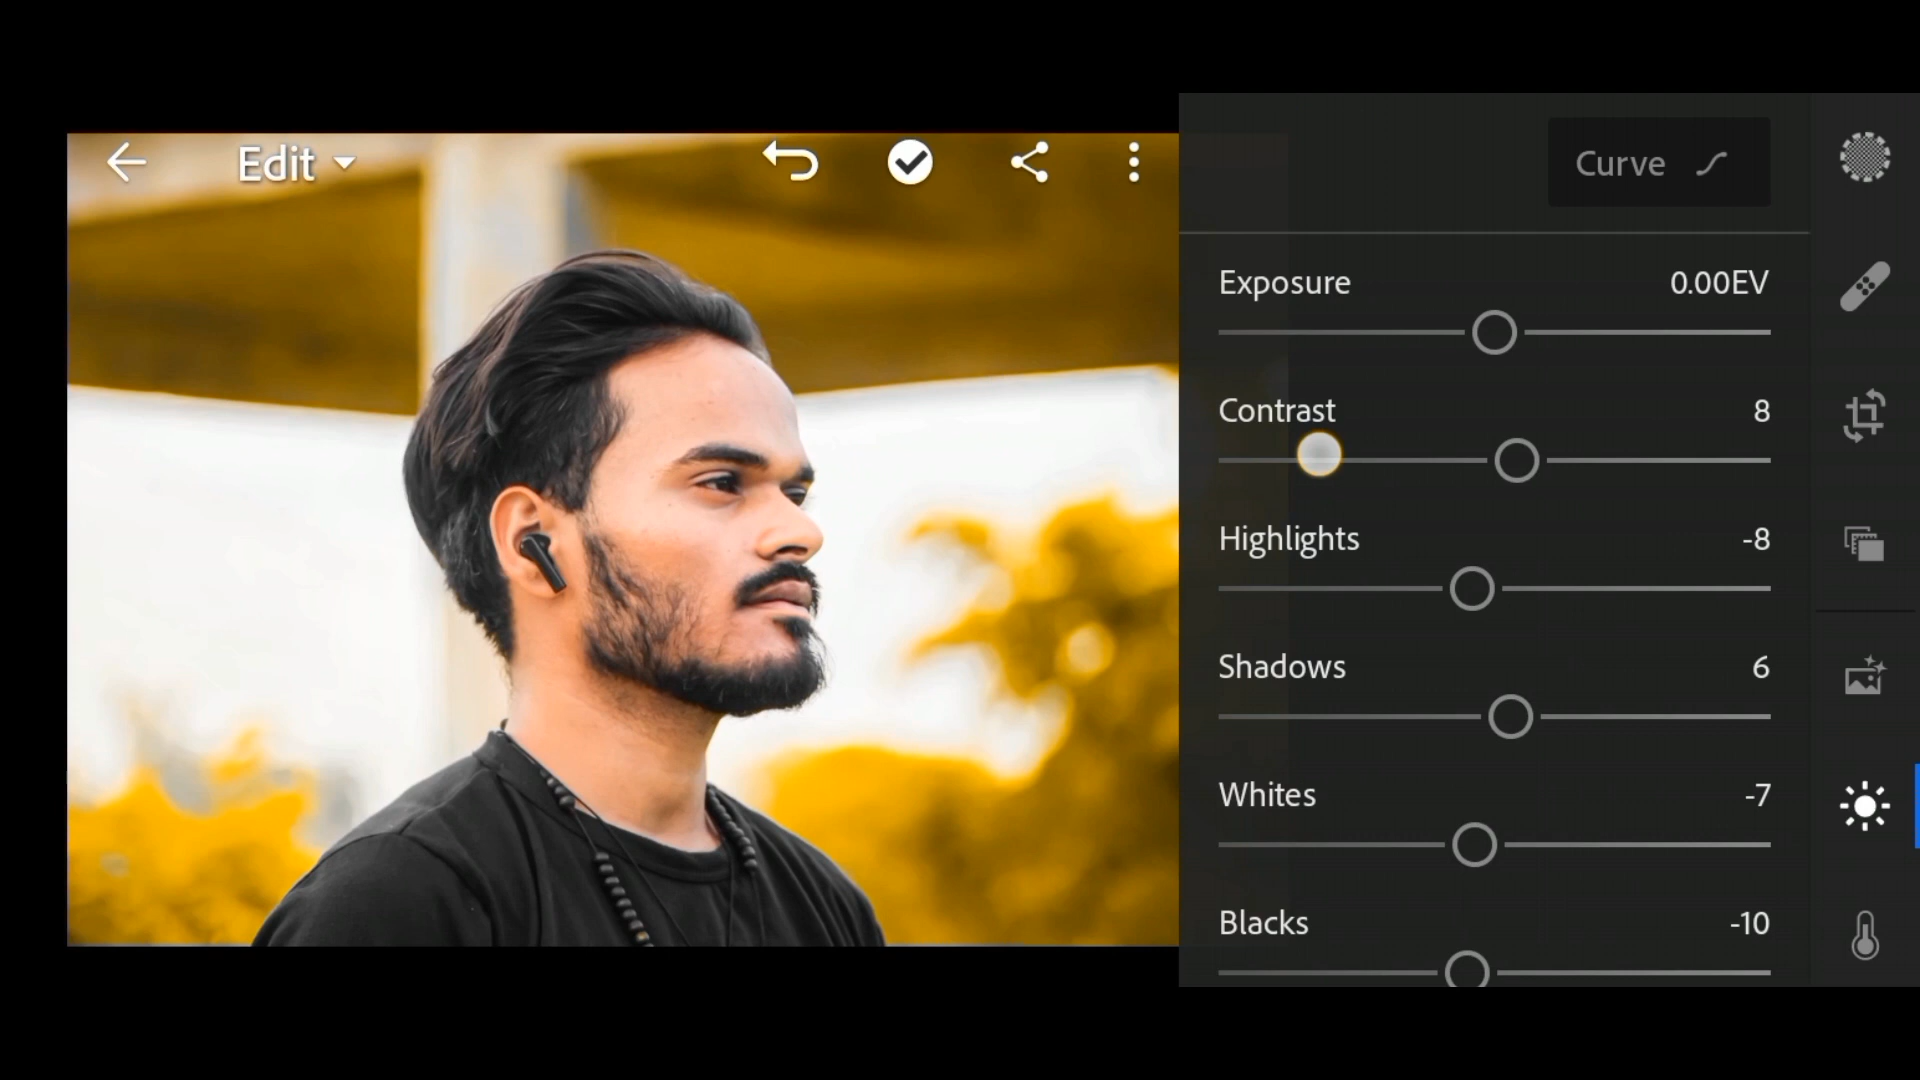 Edit
Curve
Exposure 0.00EV
Contrast 8
Highlights -8
Shadows 6
Whites -7
Blacks -10